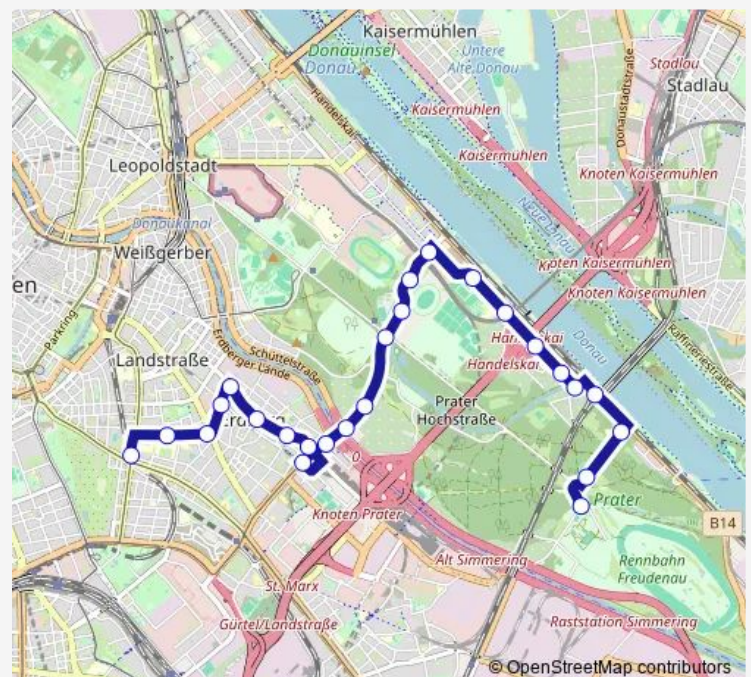 Kaisermühlen
Donauinsel
Donau
Untere
Alte Donau
Stadlau
Stadlau
Donaustadtstraße
Handelskai
Kaisermühlen
Kaisermühlen
Knoten Kaisermühlen
Leopoldstadt
Donaukanal
Weißgerber
Neue Donau
Knoten Kaisermühlen
Knoten Kaisermühlen
en
Parkring
Raffineriestraße
Landstraße
Schüttelstraße
Erdberger Lände
Handelskai
Donau
Prater
Hochstraße
Prater
Knoten Prater
B14
Alt Simmering
Rennbahn
Freudenau
St. Marx
Gürtel/Landstraße
Raststation Simmering
© OpenStreetMap contributors